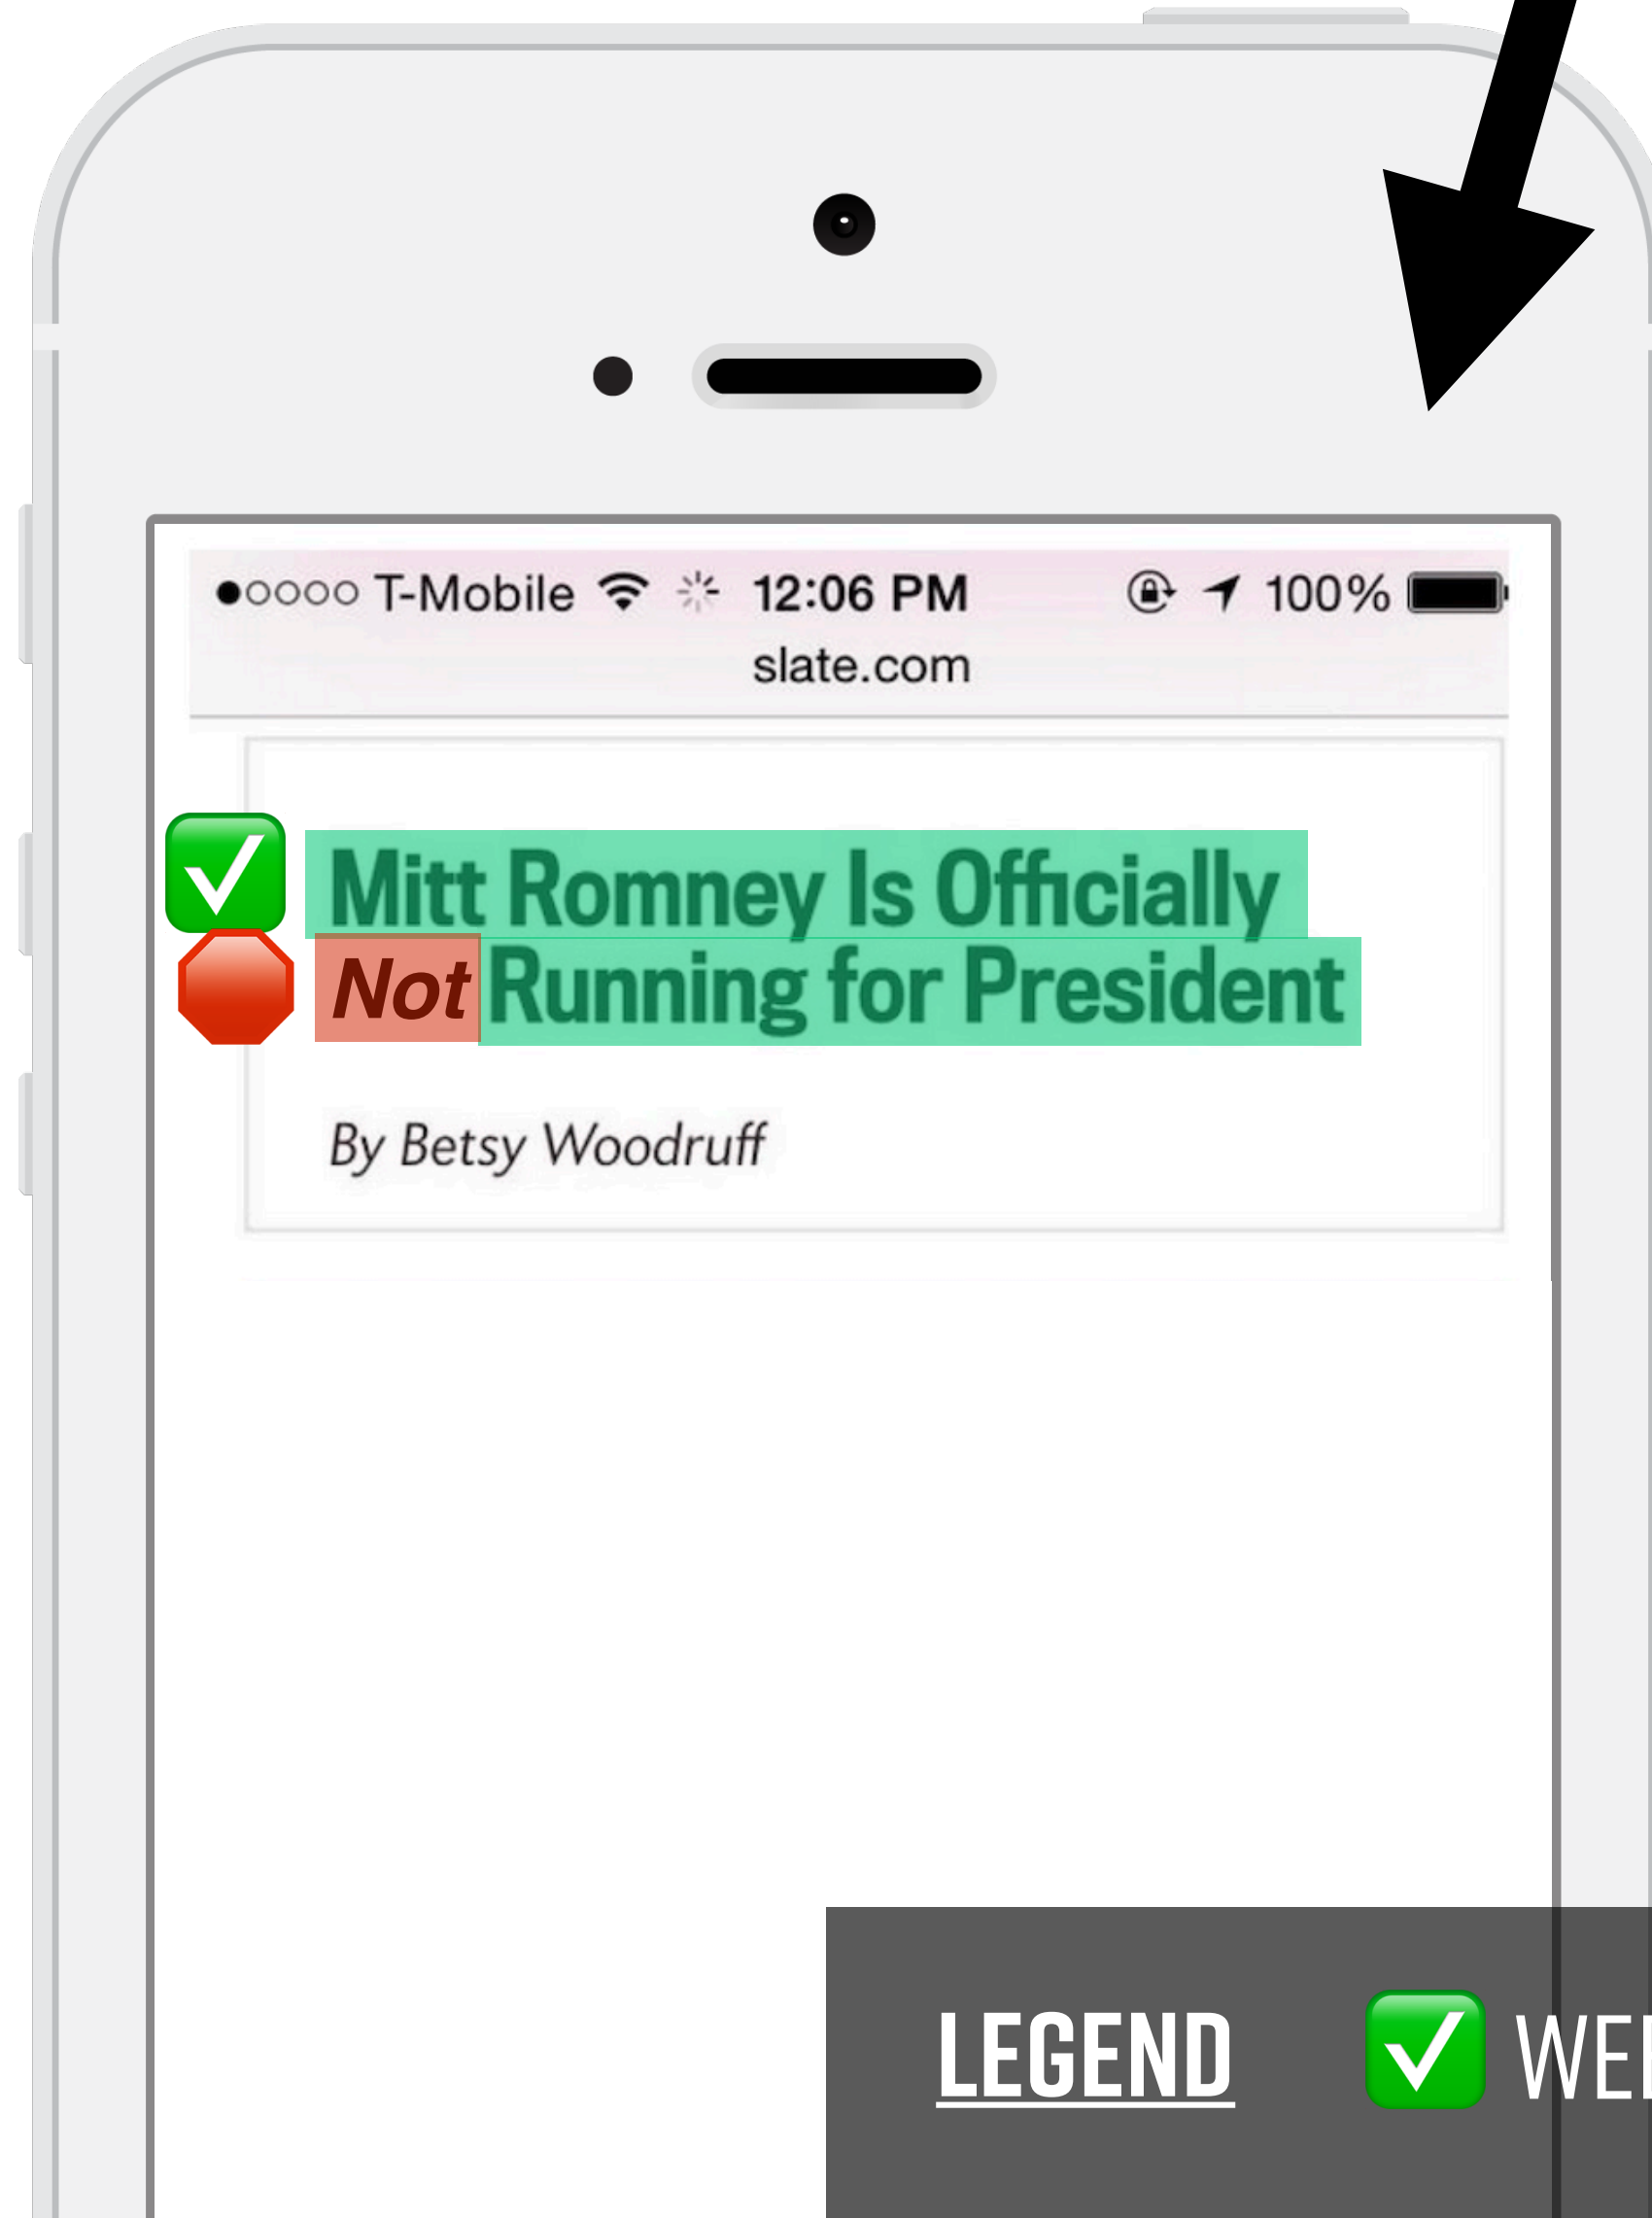 T-Mobile 12:06 PM 100%
slate.com
Mitt Romney Is Officially
Not Running for President
By Betsy Woodruff
LEGEND